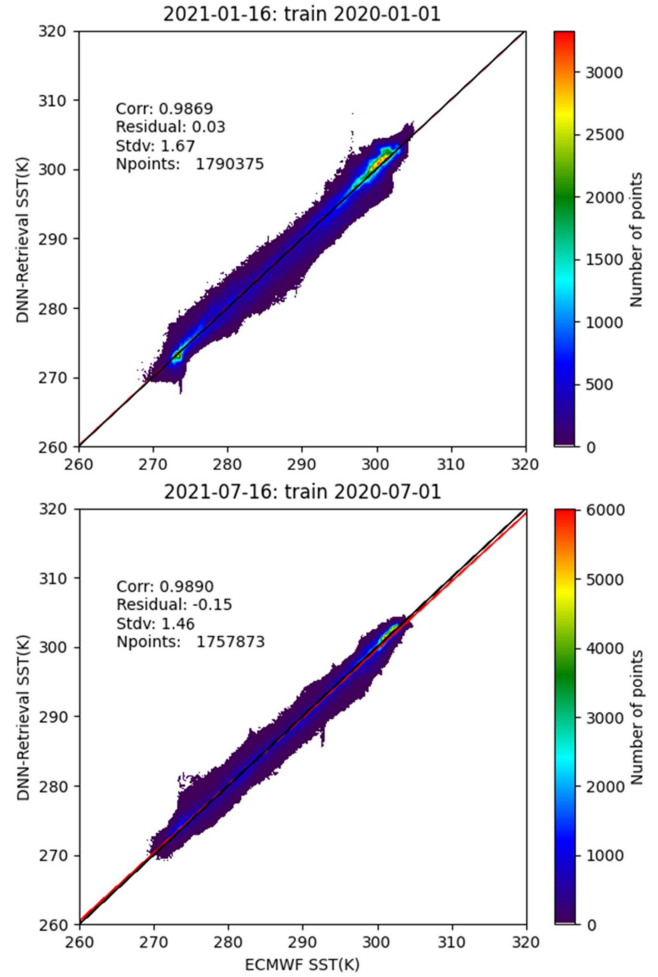 2021-01-16: train 2020-01-01
320
310
300
290
280
270
260
DNN-Retrieval SST(K)
Corr: 0.9869
Residual: 0.03
Stdv: 1.67
Npoints: 1790375
260 270 280 290 300 310 320
3000
2500
2000
1500
1000
500
0
Number of points
2021-07-16: train 2020-07-01
320
310
300
290
280
270
260
DNN-Retrieval SST(K)
Corr: 0.9890
Residual: -0.15
Stdv: 1.46
Npoints: 1757873
260 270 280 290 300 310 320
ECMWF SST(K)
6000
5000
4000
3000
2000
1000
0
Number of points